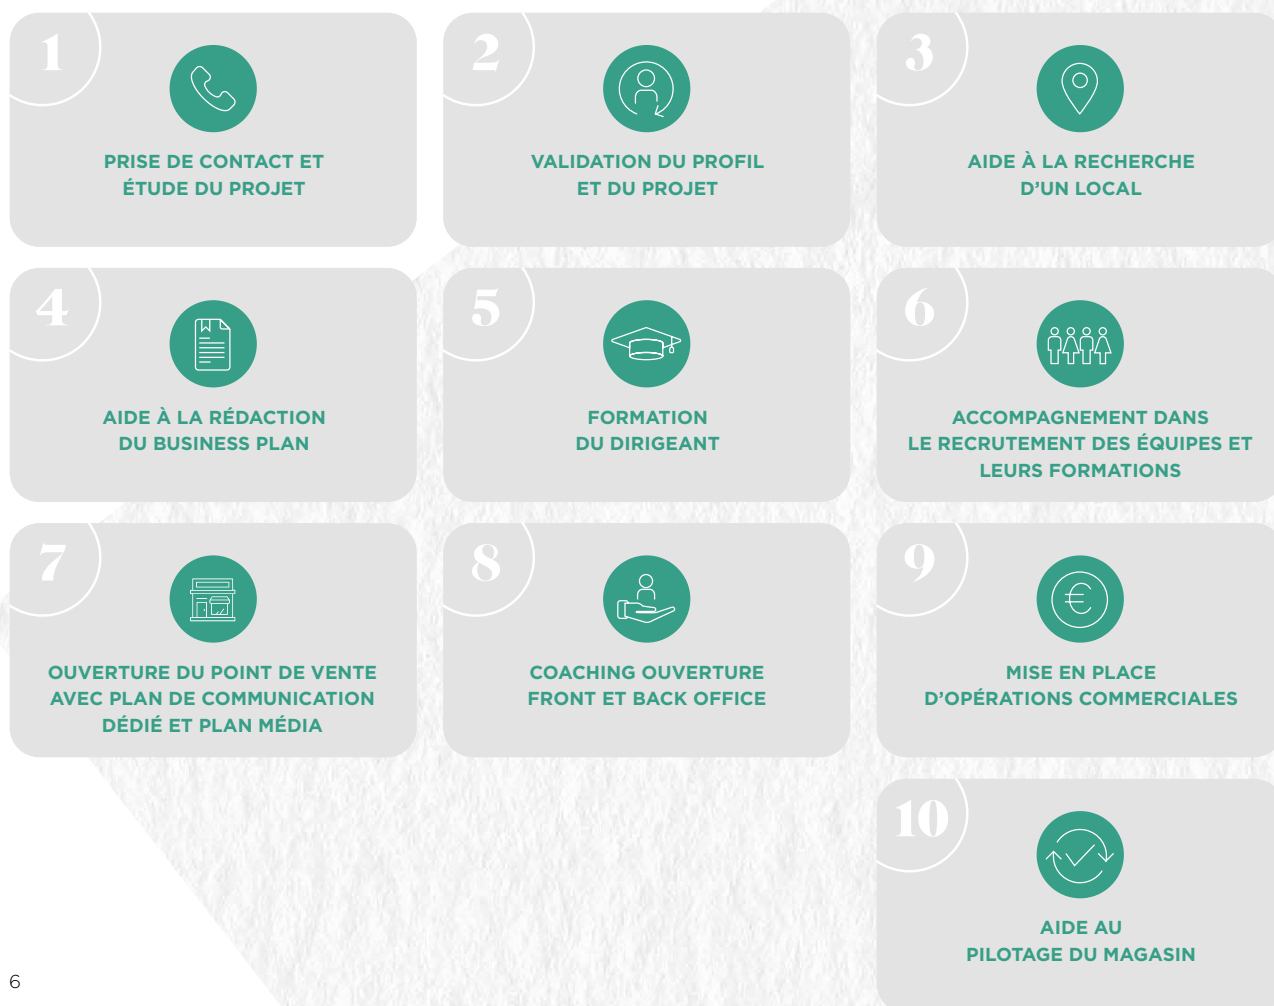 1
PRISE DE CONTACT ET
ÉTUDE DU PROJET
2
VALIDATION DU PROFIL
ET DU PROJET
3
AIDE À LA RECHERCHE
D’UN LOCAL
4
AIDE À LA RÉDACTION
DU BUSINESS PLAN
5
FORMATION
DU DIRIGEANT
6
ACCOMPAGNEMENT DANS
LE RECRUTEMENT DES ÉQUIPES ET
LEURS FORMATIONS
7
OUVERTURE DU POINT DE VENTE
AVEC PLAN DE COMMUNICATION
DÉDIÉ ET PLAN MÉDIA
8
COACHING OUVERTURE
FRONT ET BACK OFFICE
9
€
MISE EN PLACE
D’OPÉRATIONS COMMERCIALES
10
AIDE AU
PILOTAGE DU MAGASIN
6